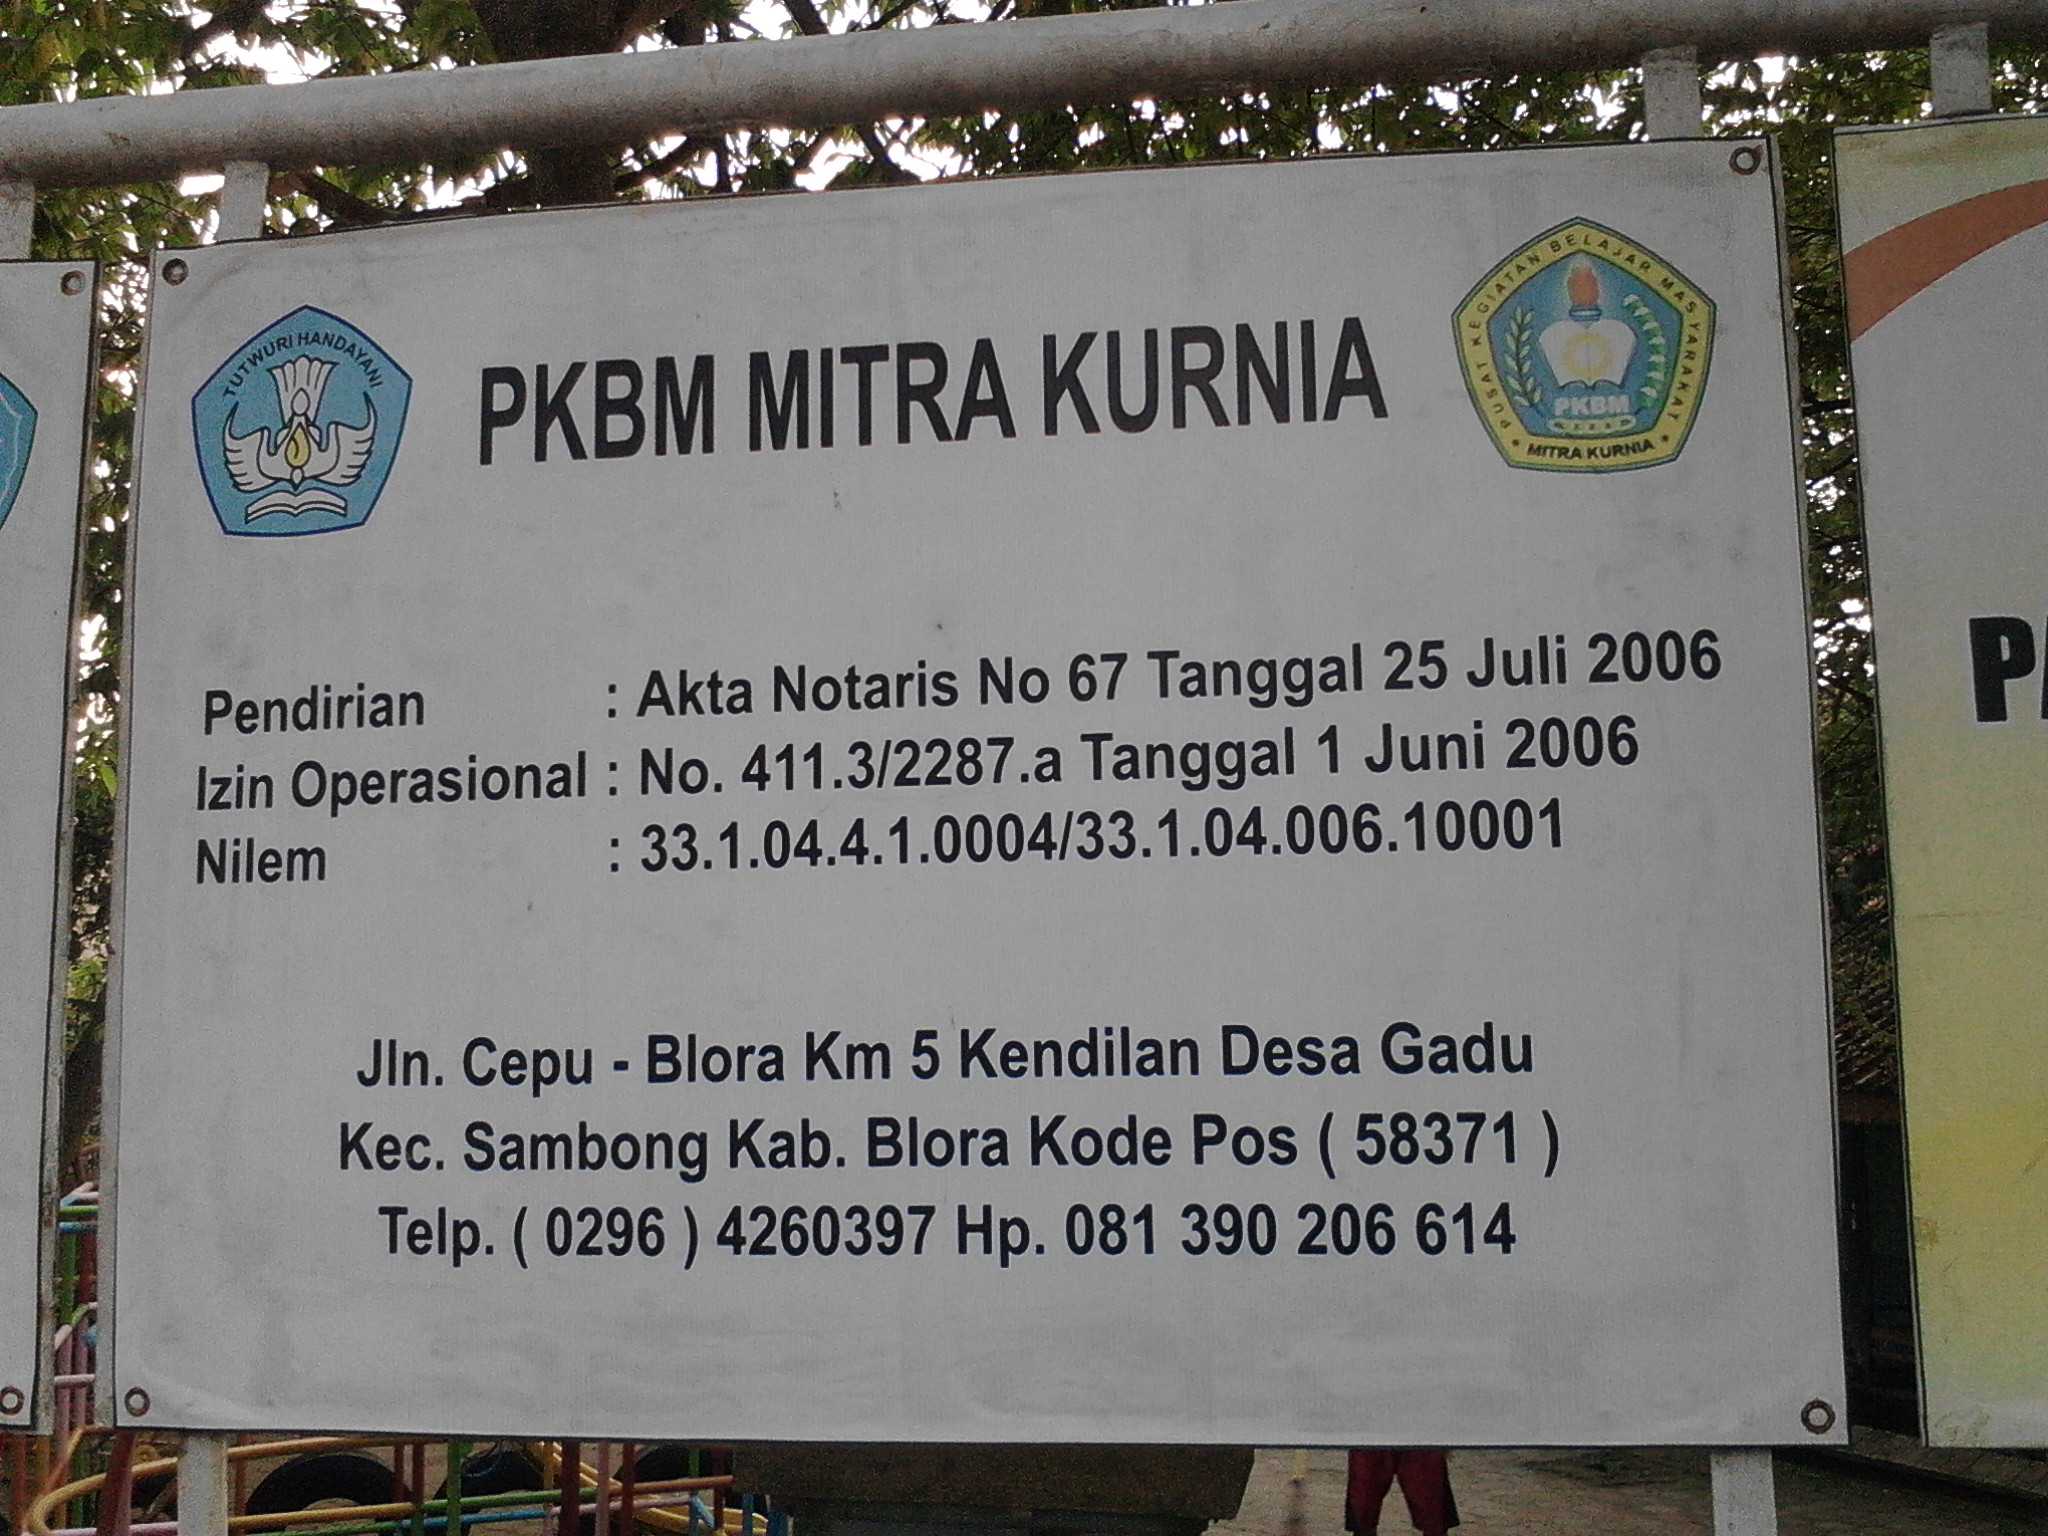 TUTWURI HANDAYANI
PKBM MITRA KURNIA
PUSAT KEGIATAN BELAJAR MASYARAKAT
PKBM
MITRA KURNIA
Pendirian : Akta Notaris No 67 Tanggal 25 Juli 2006
Izin Operasional : No. 411.3/2287.a Tanggal 1 Juni 2006
Nilem : 33.1.04.4.1.0004/33.1.04.006.10001
Jln. Cepu - Blora Km 5 Kendilan Desa Gadu
Kec. Sambong Kab. Blora Kode Pos ( 58371 )
Telp. ( 0296 ) 4260397 Hp. 081 390 206 614